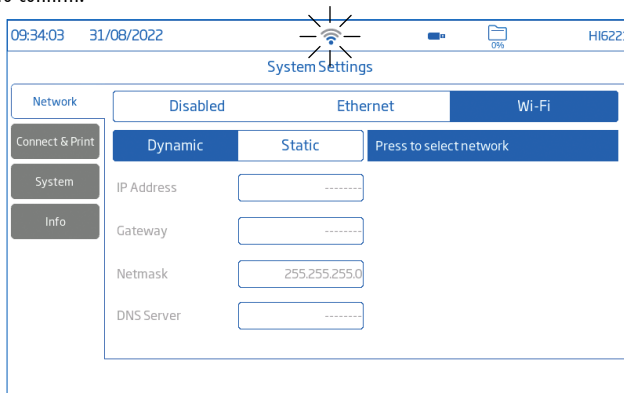 09:34:03 31/08/2022 0% HI622
System Settings
Network Disabled Ethernet Wi-Fi
Connect & Print Dynamic Static Press to select network
System IP Address --------
Info
Gateway --------
Netmask 255.255.255.0
DNS Server --------